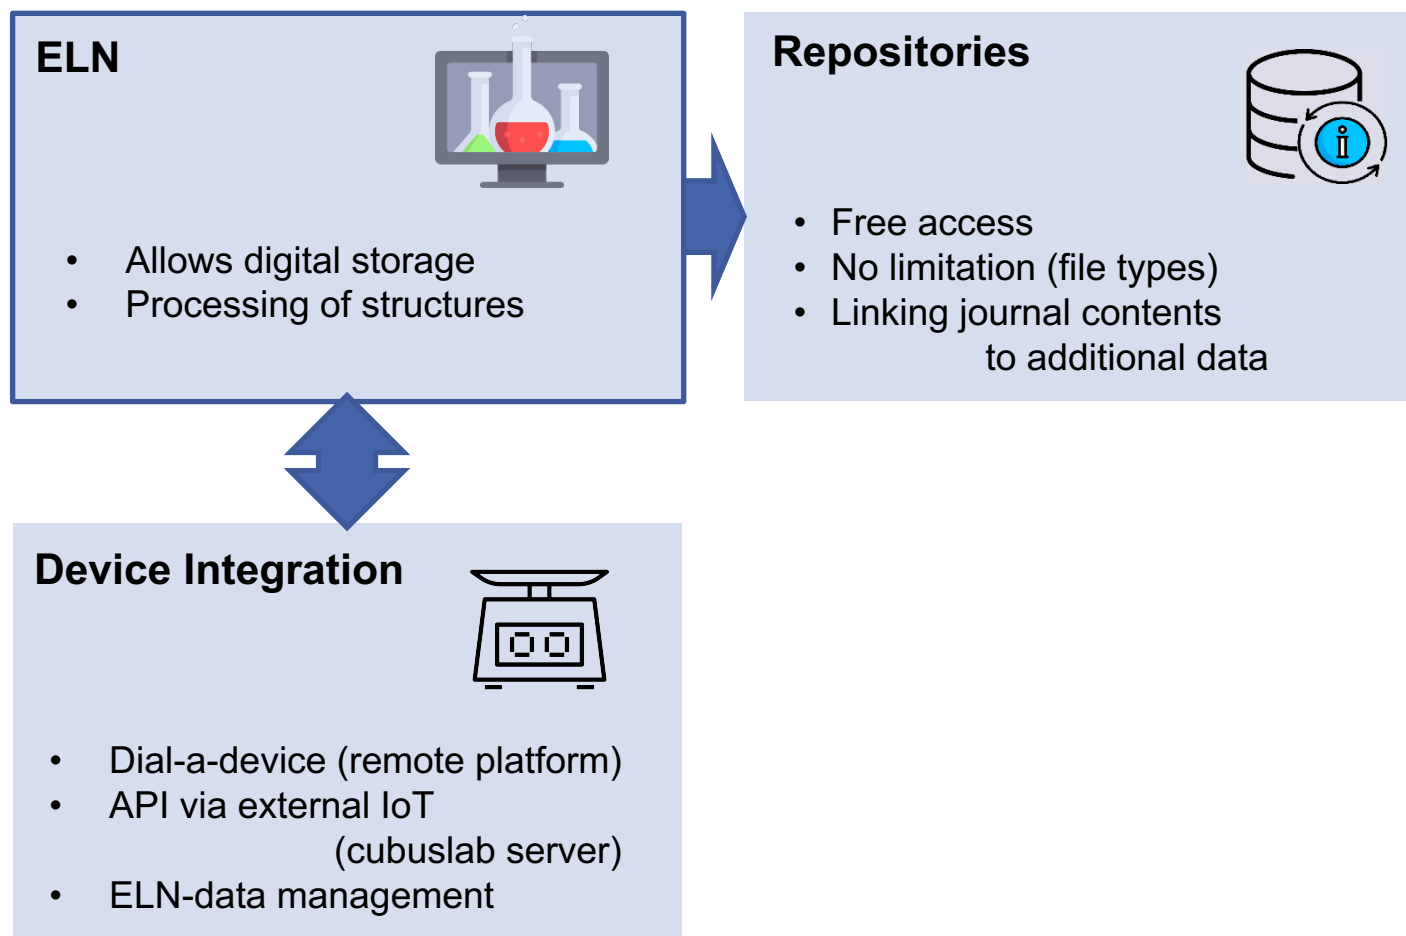 ELN
• Allows digital storage
• Processing of structures
Repositories
• Free access
• No limitation (file types)
• Linking journal contents
to additional data
Device Integration
• Dial-a-device (remote platform)
• API via external IoT
(cubuslab server)
• ELN-data management